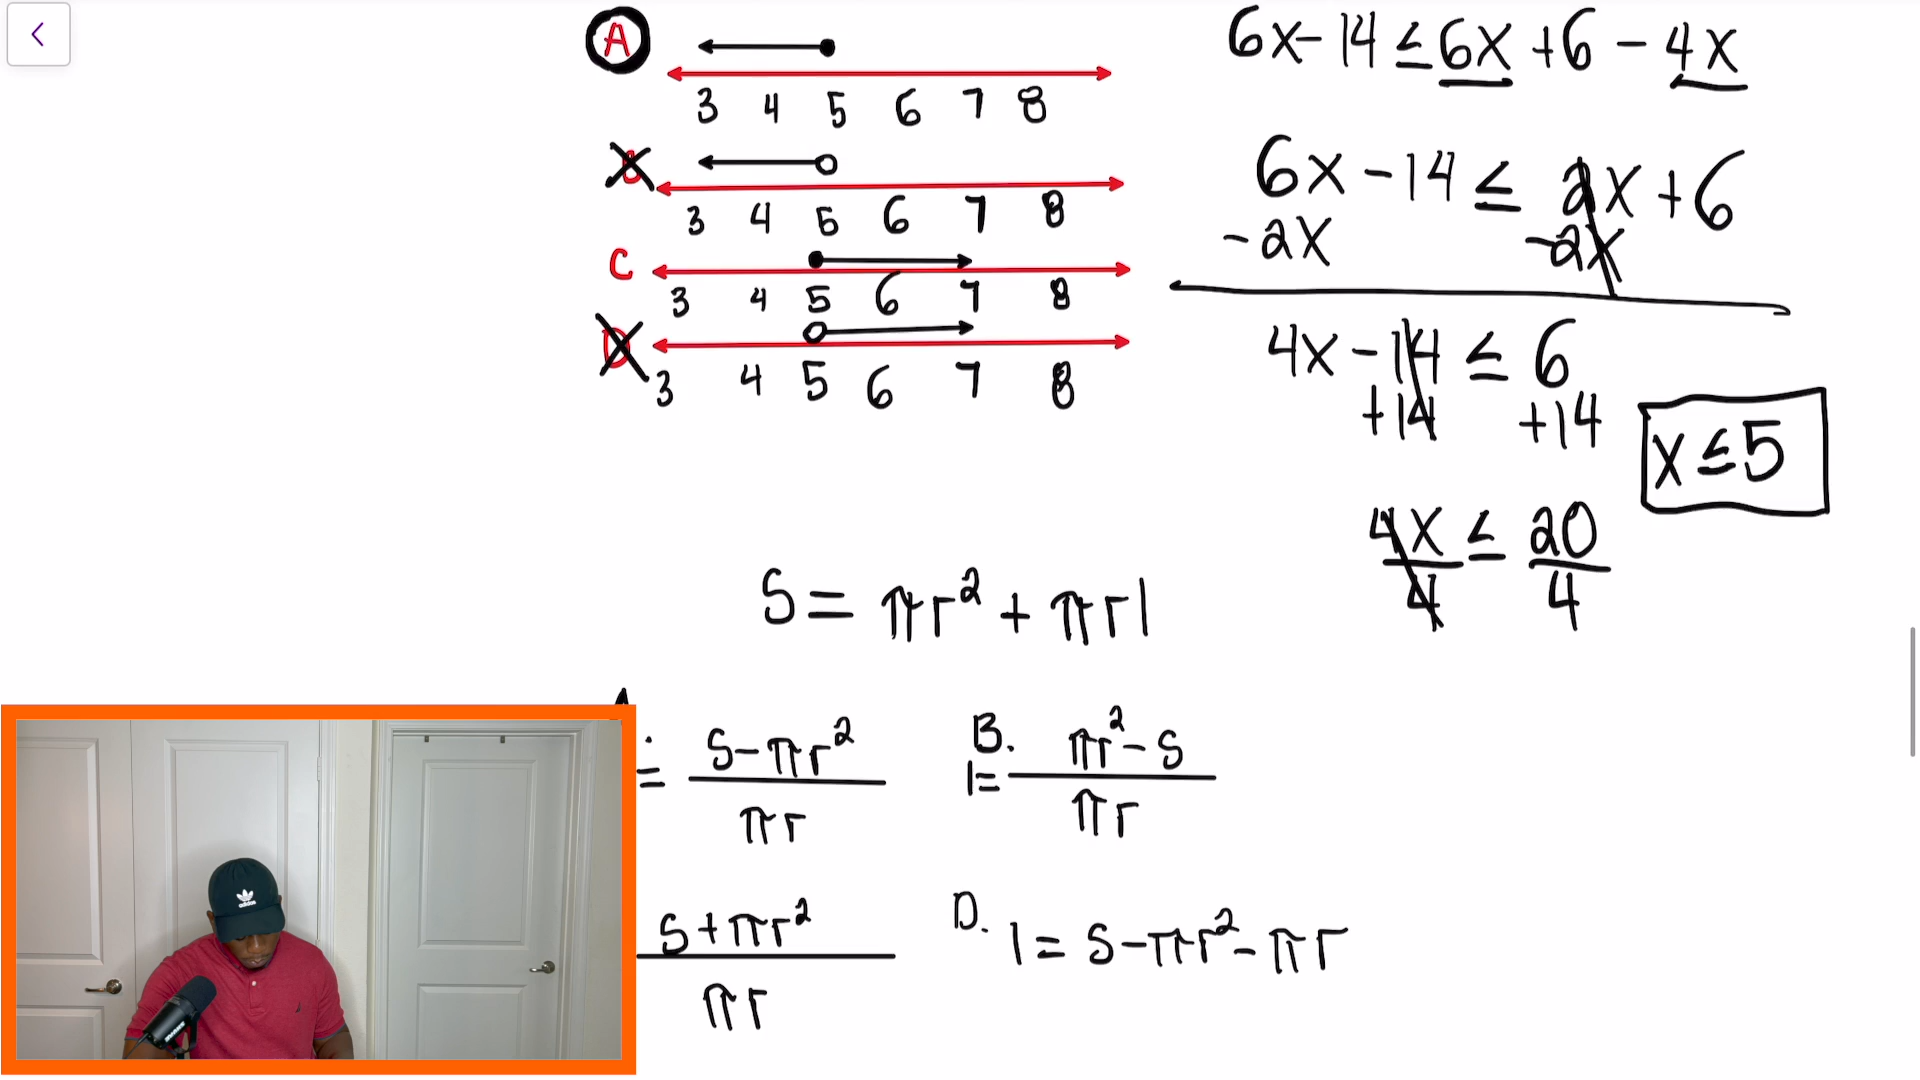 A
3 4 5 6 7 8
3 4 5 6 7 8
C
3 4 5 6 7 8
D
3 4 5 6 7 8
6x-14≤6x+6-4x
6x-14≤2x+6
-2x -2x
4x-14≤6
+14 +14
x≤5
4x≤20
4 4
S=πr²+πrl
=
S-πr²
πr
B.
l=
πr²-S
πr
S+πr²
πr
D.
l=S-πr²-πr
adidas